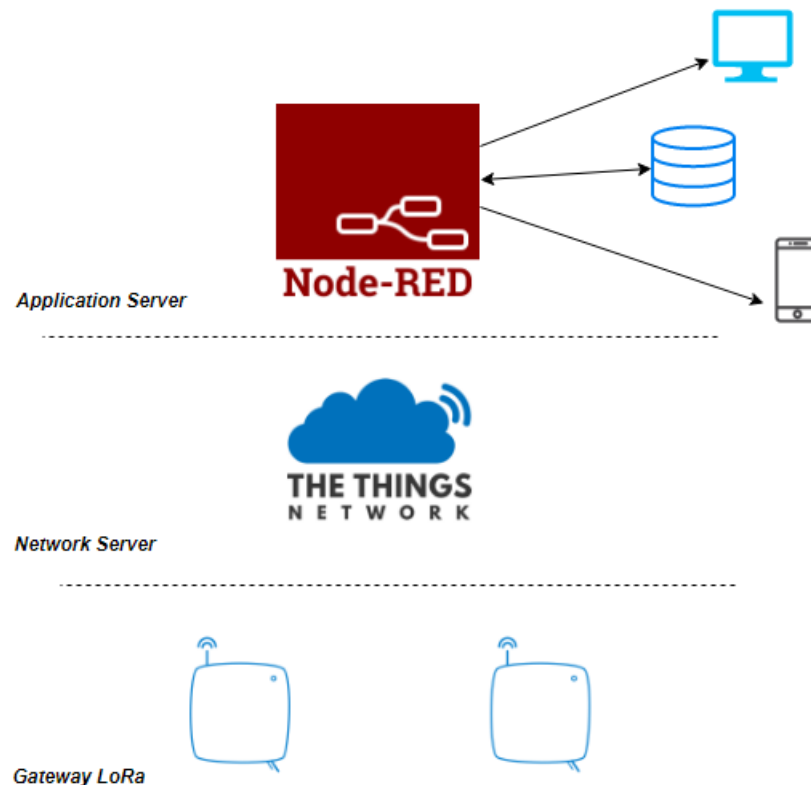 Node-RED
Application Server
THE THINGS
NETWORK
Network Server
Gateway LoRa